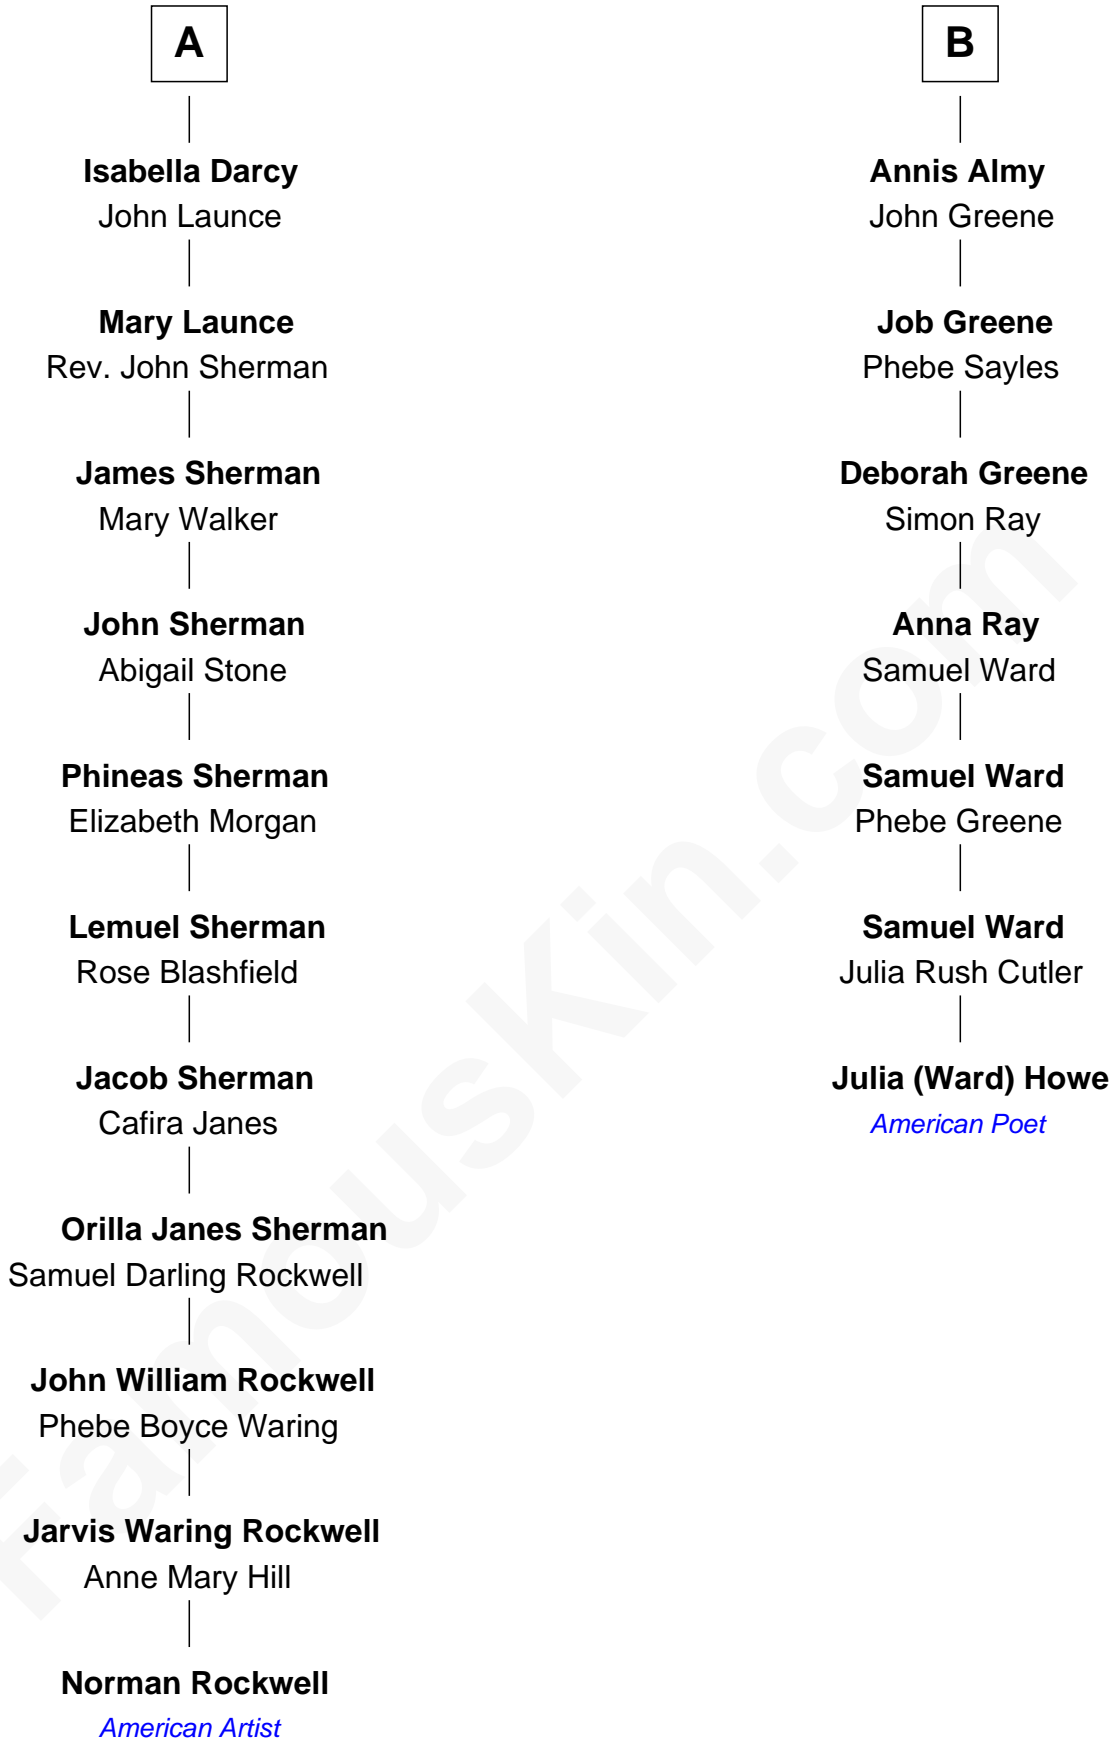 A
Isabella Darcy
John Launce
Mary Launce
Rev. John Sherman
James Sherman
Mary Walker
John Sherman
Abigail Stone
Phineas Sherman
Elizabeth Morgan
Lemuel Sherman
Rose Blashfield
Jacob Sherman
Cafira Janes
Orilla Janes Sherman
Samuel Darling Rockwell
John William Rockwell
Phebe Boyce Waring
Jarvis Waring Rockwell
Anne Mary Hill
Norman Rockwell
American Artist
B
Annis Almy
John Greene
Job Greene
Phebe Sayles
Deborah Greene
Simon Ray
Anna Ray
Samuel Ward
Samuel Ward
Phebe Greene
Samuel Ward
Julia Rush Cutler
Julia (Ward) Howe
American Poet
FamousKin.com